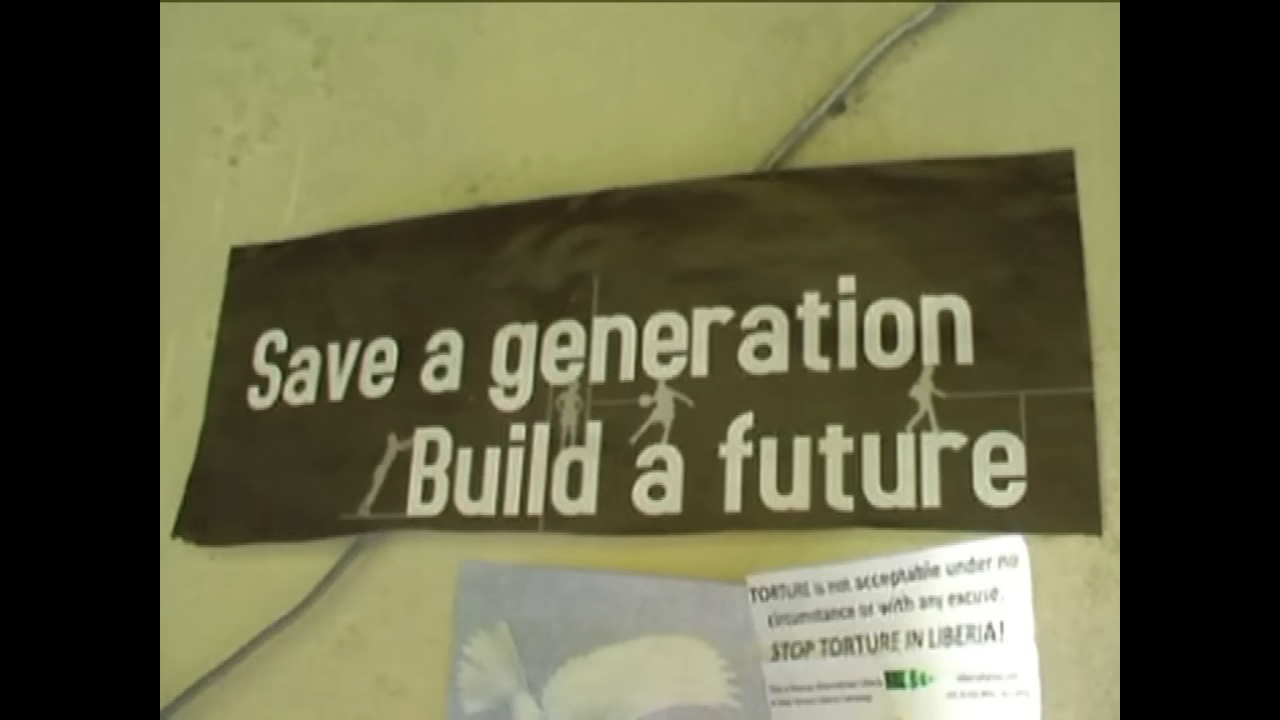 Save a generation
Build a future
TORTURE is not acceptable under no
circumstance or with any excuse.
STOP TORTURE IN LIBERIA!